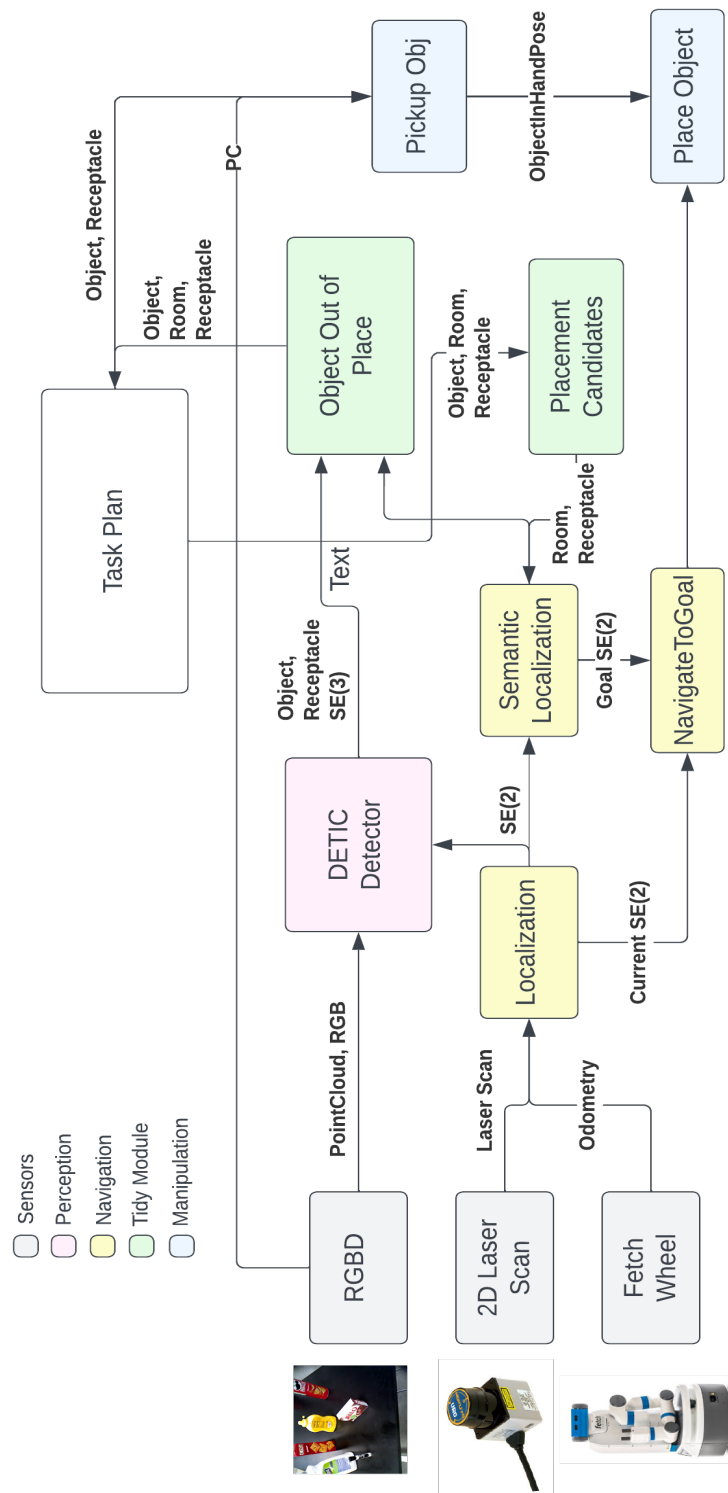 Sensors
Perception
Navigation
Tidy Module
Manipulation
Task Plan
Object, Receptacle
Object,
Room,
Receptacle
PC
RGBD
PointCloud, RGB
DETIC
Detector
Object,
Receptacle
SE(3)
Text
Object Out of
Place
Pickup Obj
2D Laser
Scan
Laser Scan
Localization
SE(2)
Semantic
Localization
Room,
Receptacle
Object, Room,
Receptacle
Placement
Candidates
ObjectInHandPose
Fetch
Wheel
Odometry
Current SE(2)
Goal SE(2)
NavigateToGoal
Place Object
fetch